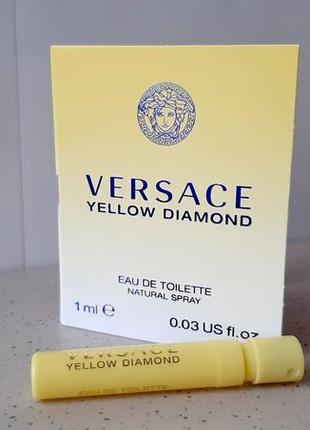 VERSACE
YELLOW DIAMOND
EAU DE TOILETTE
NATURAL SPRAY
1 ml ℮
0.03 US fl.oz
VERSACE
YELLOW DIAMOND
EAU DE TOILETTE